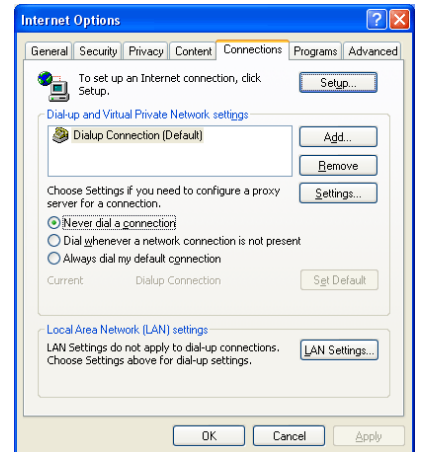 Internet Options
General Security Privacy Content Connections Programs Advanced
To set up an Internet connection, click
Setup.
Setup...
Dial-up and Virtual Private Network settings
Dialup Connection (Default)
Add...
Remove
Choose Settings if you need to configure a proxy
server for a connection.
Settings...
Never dial a connection
Dial whenever a network connection is not present
Always dial my default connection
Current Dialup Connection Set Default
Local Area Network (LAN) settings
LAN Settings do not apply to dial-up connections.
Choose Settings above for dial-up settings.
LAN Settings...
OK Cancel Apply